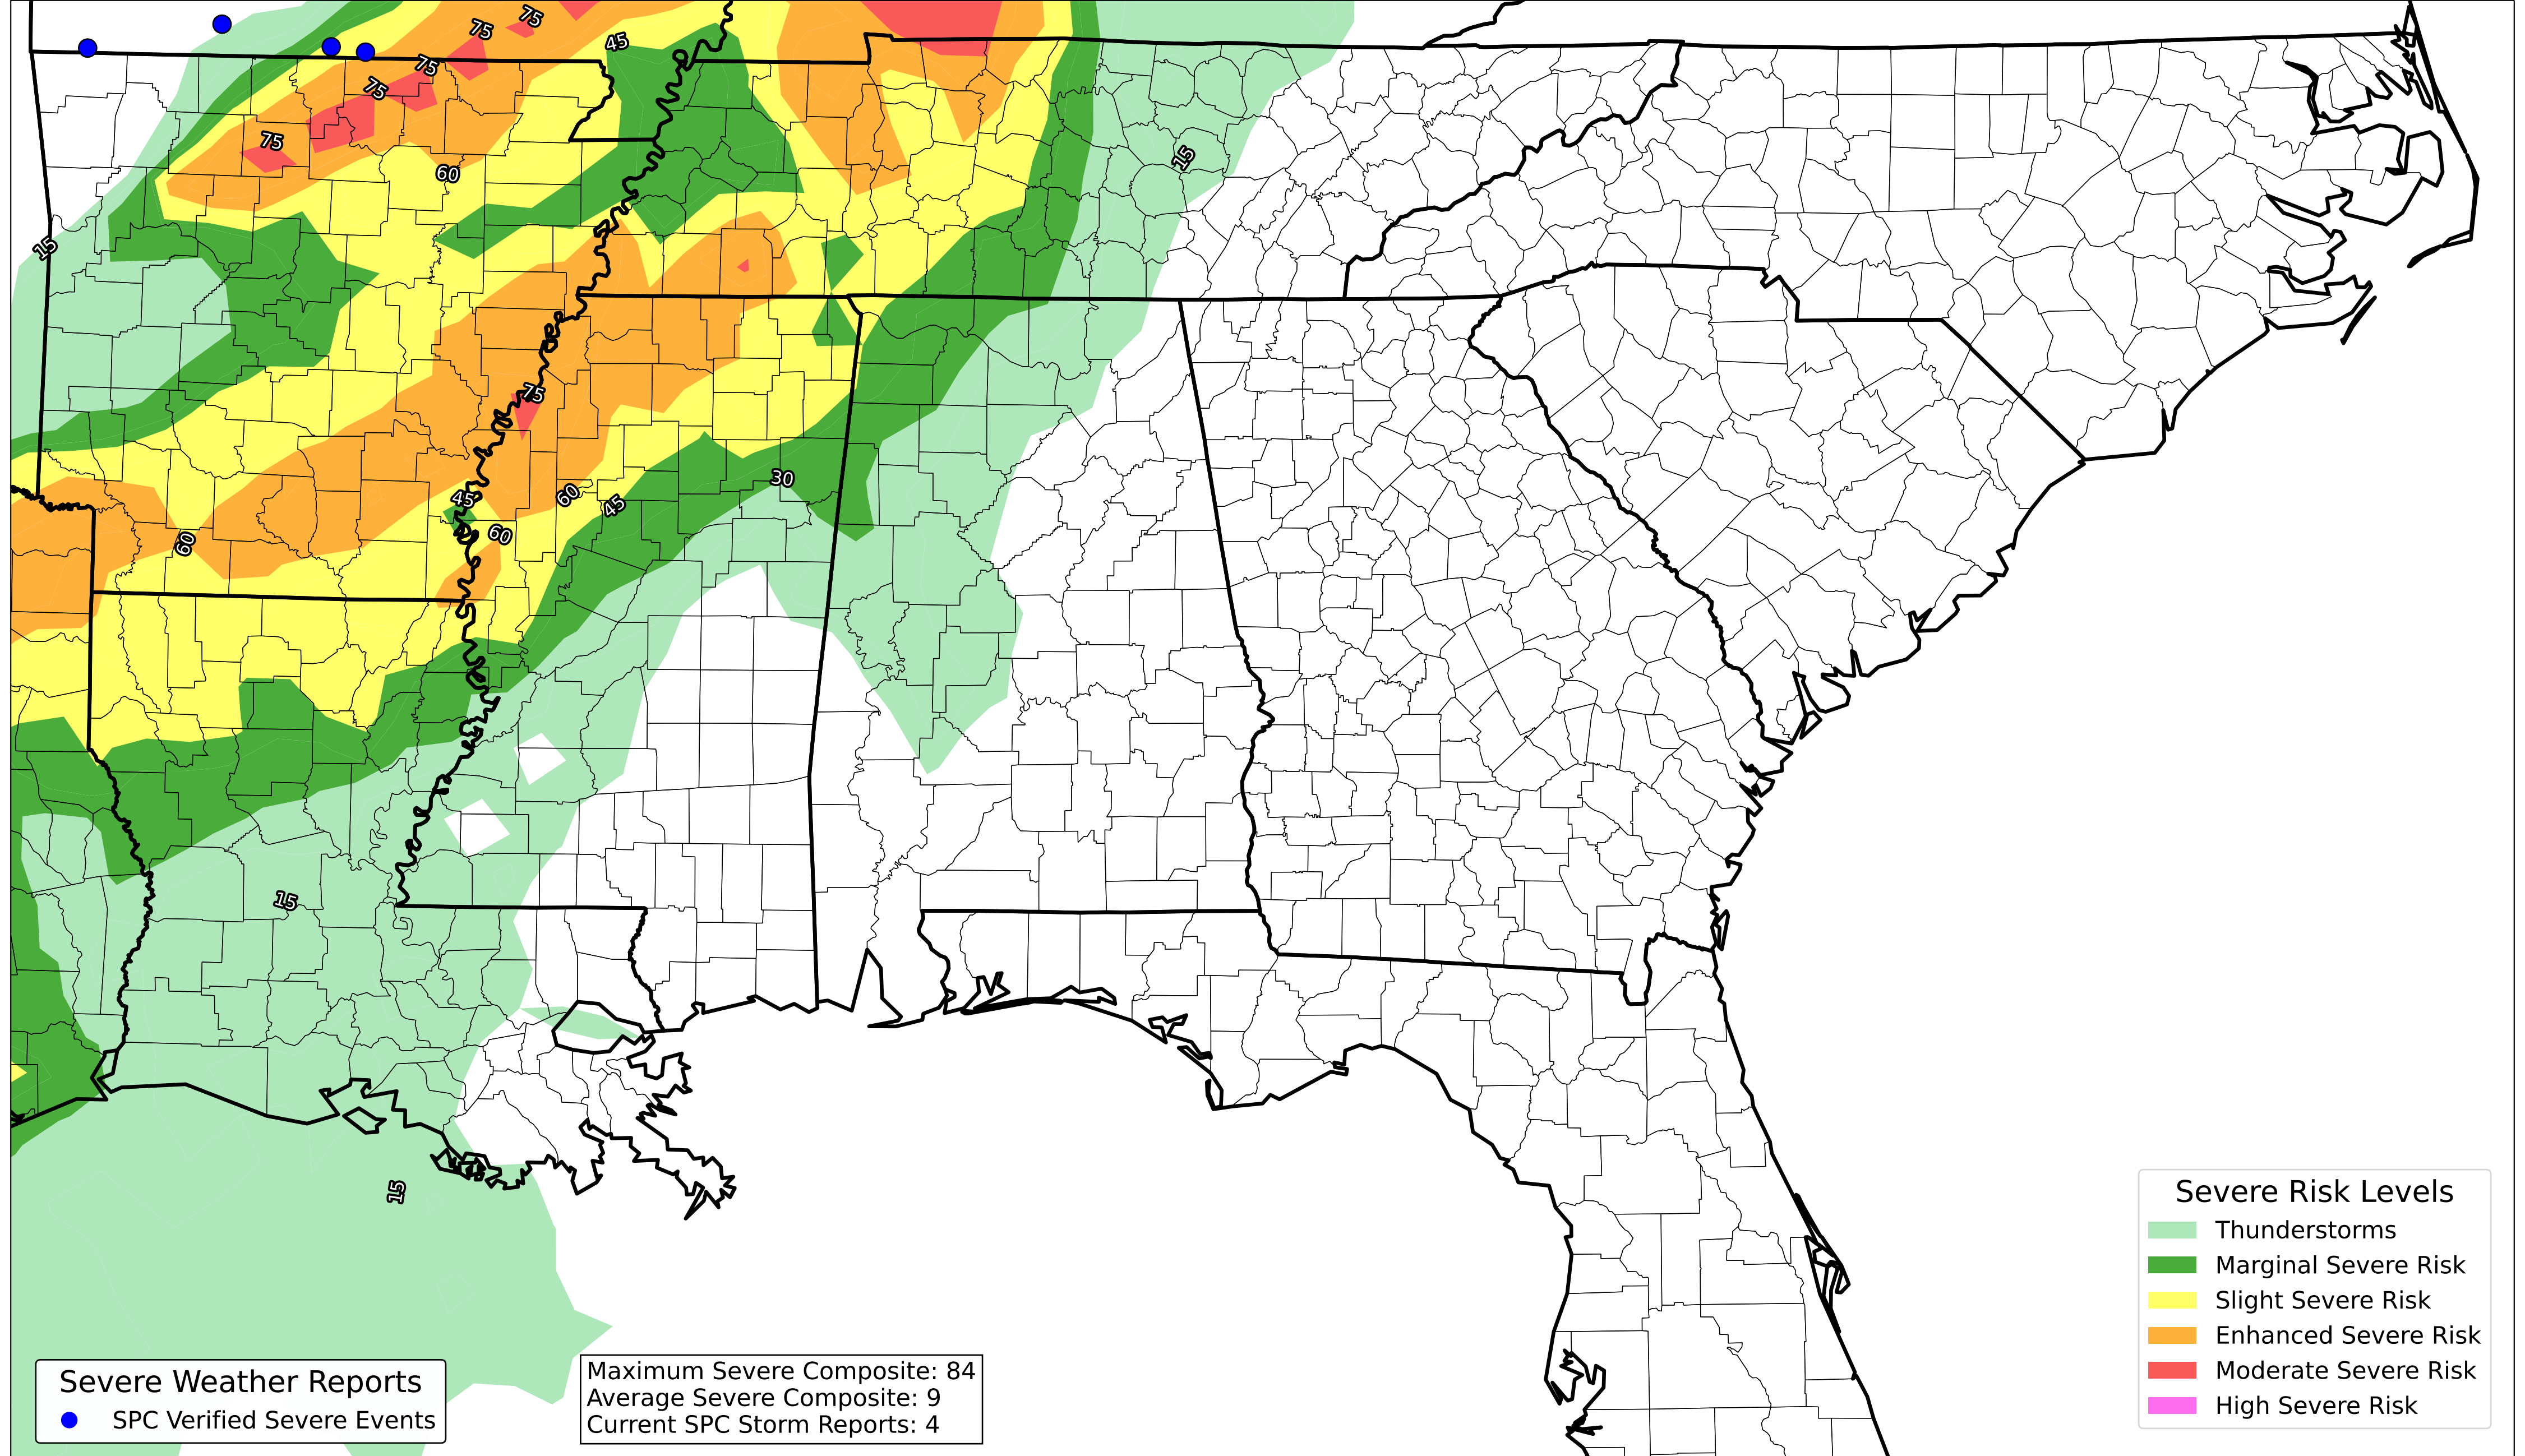 75
75
45
75
75
75
60
15
15
75
30
45
60
45
60
60
15
15
Severe Risk Levels
Thunderstorms
Marginal Severe Risk
Slight Severe Risk
Enhanced Severe Risk
Moderate Severe Risk
High Severe Risk
Severe Weather Reports
SPC Verified Severe Events
Maximum Severe Composite: 84
Average Severe Composite: 9
Current SPC Storm Reports: 4